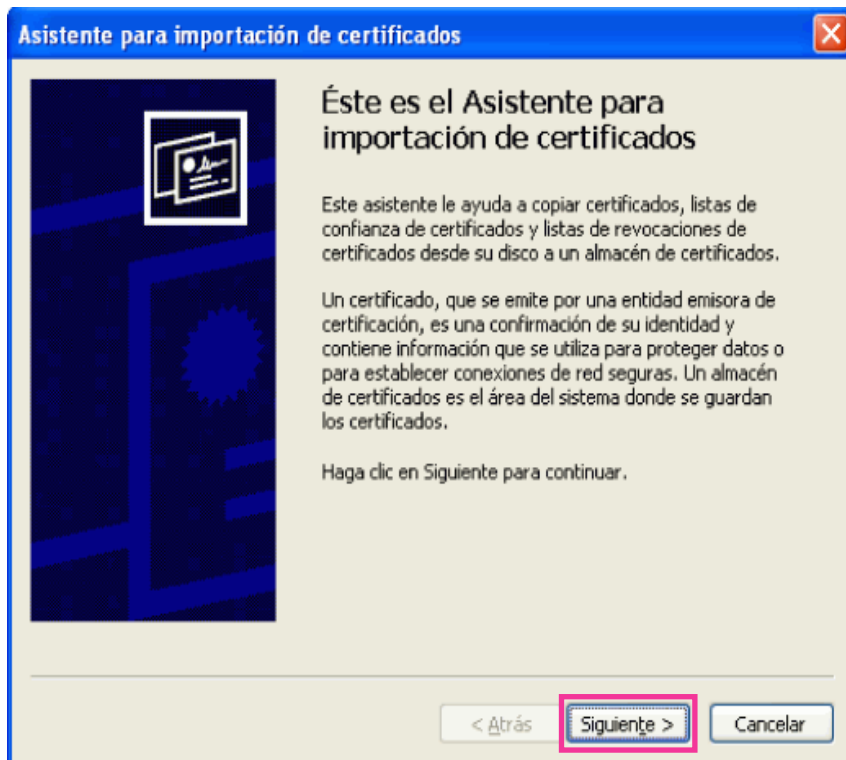 Asistente para importación de certificados
Éste es el Asistente para
importación de certificados
Este asistente le ayuda a copiar certificados, listas de
confianza de certificados y listas de revocaciones de
certificados desde su disco a un almacén de certificados.
Un certificado, que se emite por una entidad emisora de
certificación, es una confirmación de su identidad y
contiene información que se utiliza para proteger datos o
para establecer conexiones de red seguras. Un almacén
de certificados es el área del sistema donde se guardan
los certificados.
Haga clic en Siguiente para continuar.
< Atrás Siguiente > Cancelar